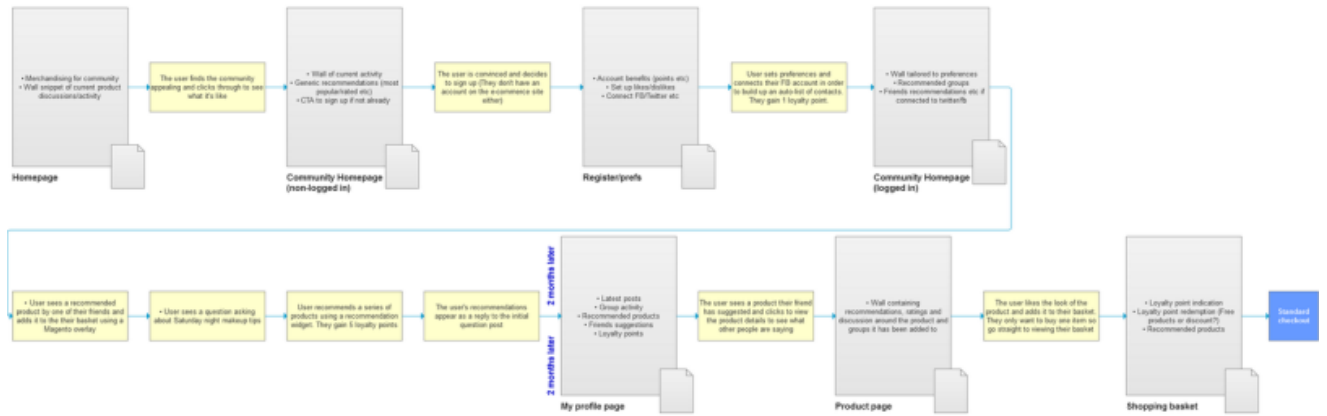 • Merchandising for community
• Wall snippet of current product
discussions/activity
Homepage
The user finds the community
appealing and clicks through to see
what it's like
• Wall of current activity
• Generic recommendations (most
popular/rated etc)
• CTA to sign up if not already
Community Homepage
(non-logged in)
The user is convinced and decides
to sign up (They don't have an
account on the e-commerce site
either)
• Account benefits (points etc)
• Set up likes/dislikes
• Connect FB/Twitter etc
Register/prefs
User sets preferences and
connects their FB account in order
to build up an auto-list of contacts.
They gain 1 loyalty point.
• Wall tailored to preferences
• Recommended groups
• Friends recommendations etc if
connected to twitter/fb
Community Homepage
(logged in)
• User sees a recommended
product by one of their friends and
adds it to the their basket using a
Magento overlay
• User sees a question asking
about Saturday night makeup tips
User recommends a series of
products using a recommendation
widget. They gain 5 loyalty points
The user's recommendations
appear as a reply to the initial
question post
2 months later
2 months later
• Latest posts
• Group activity
• Recommended products
• Friends suggestions
• Loyalty points
My profile page
The user sees a product their friend
has suggested and clicks to view
the product details to see what
other people are saying
• Wall containing
recommendations, ratings and
discussion around the product and
groups it has been added to
Product page
The user likes the look of the
product and adds it to their basket.
They only want to buy one item so
go straight to viewing their basket
• Loyalty point indication
• Loyalty point redemption (Free
products or discount?)
• Recommended products
Shopping basket
Standard
checkout